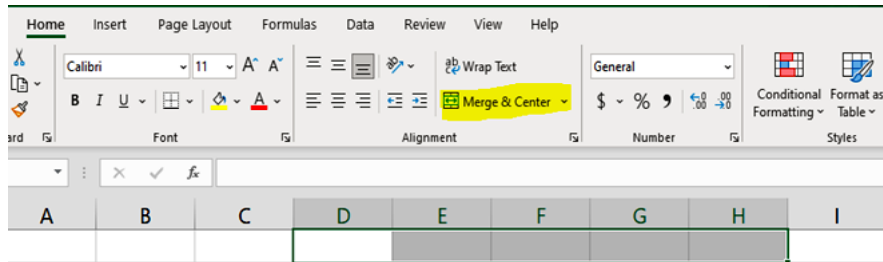 Home Insert Page Layout Formulas Data Review View Help
Calibri 11 A^ A˅ ab Wrap Text General
B I U A Merge & Center $ % 9 .00 .0 Conditional Formatting Format as Table
ard Font Alignment Number Styles
fx
A B C D E F G H I